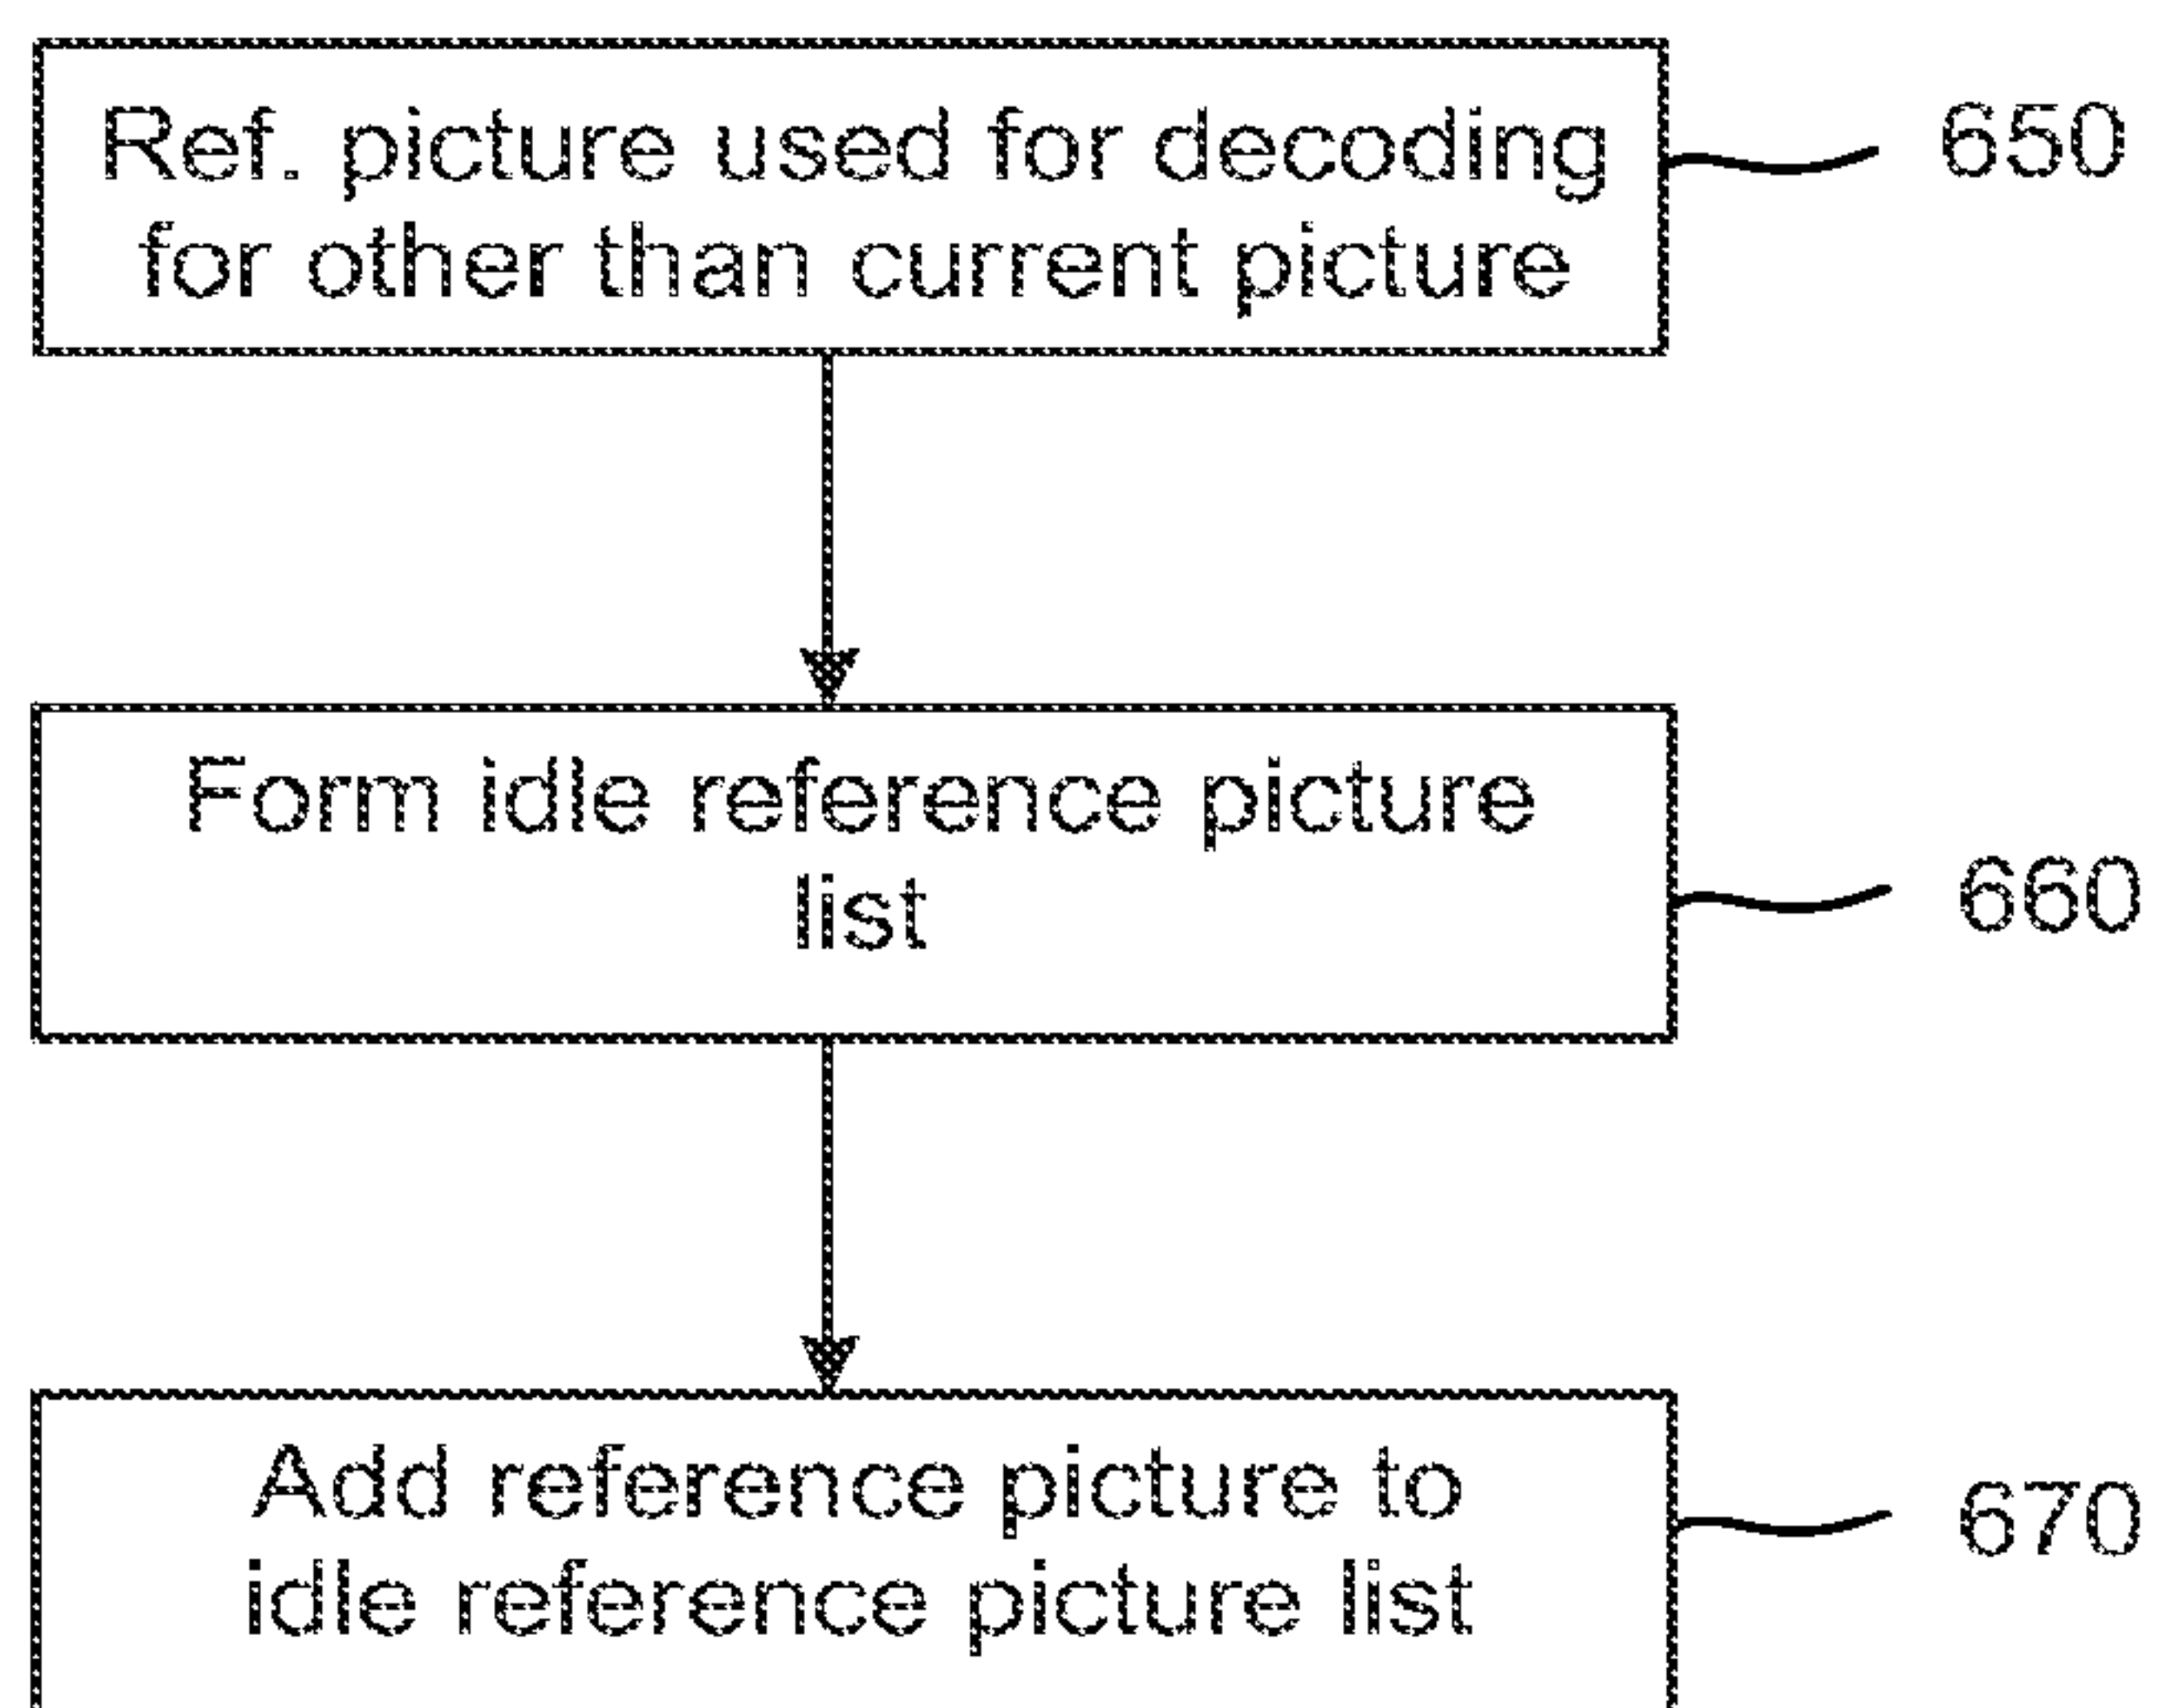 Ref. picture used for decoding
for other than current picture
650
Form idle reference picture
list
660
Add reference picture to
idle reference picture list
670